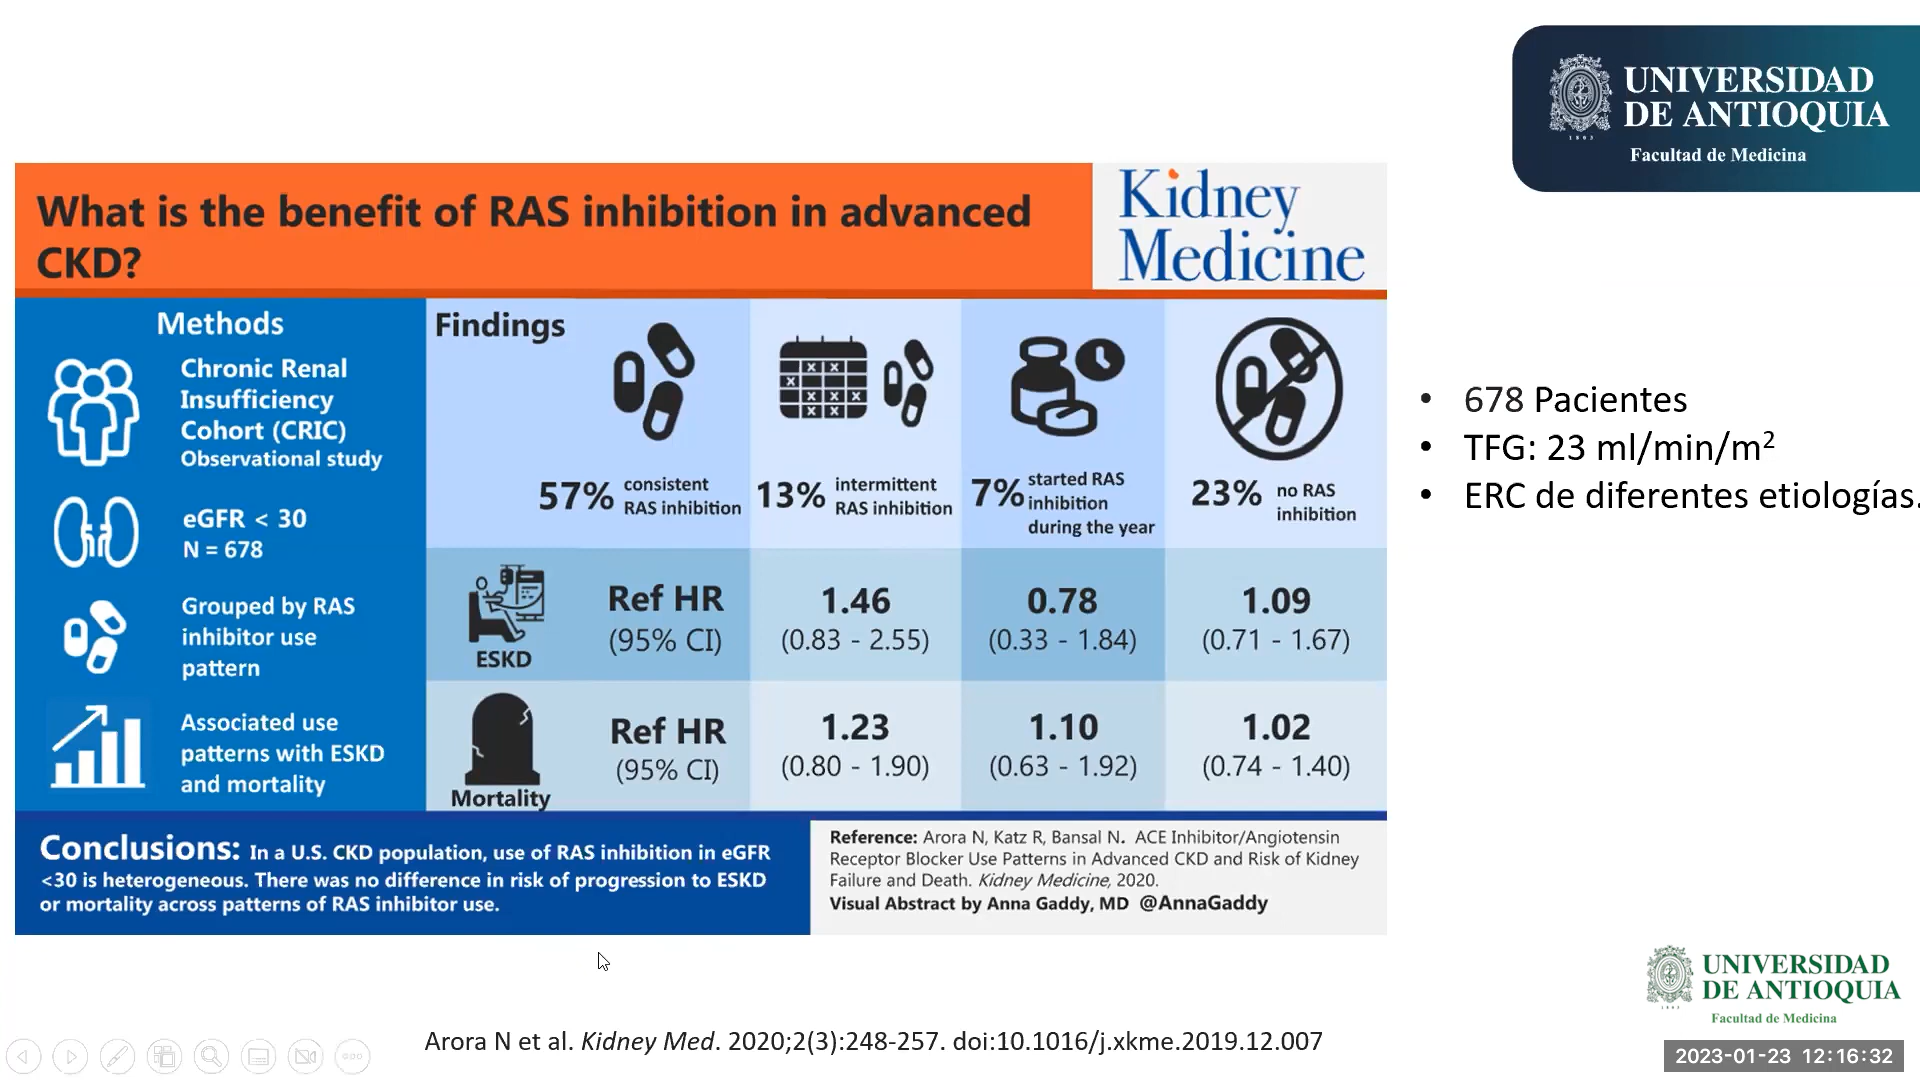 UNIVERSIDAD
DE ANTIOQUIA
1803
Facultad de Medicina
What is the benefit of RAS inhibition in advanced
CKD?
Kidney
Medicine
Methods
Chronic Renal
Insufficiency
Cohort (CRIC)
Observational study
eGFR < 30
N = 678
Grouped by RAS
inhibitor use
pattern
Associated use
patterns with ESKD
and mortality
Findings
57% consistent
RAS inhibition
13% intermittent
RAS inhibition
7% started RAS
inhibition
during the year
23% no RAS
inhibition
ESKD
Ref HR
(95% CI)
1.46
(0.83 - 2.55)
0.78
(0.33 - 1.84)
1.09
(0.71 - 1.67)
Mortality
Ref HR
(95% CI)
1.23
(0.80 - 1.90)
1.10
(0.63 - 1.92)
1.02
(0.74 - 1.40)
Conclusions: In a U.S. CKD population, use of RAS inhibition in eGFR
<30 is heterogeneous. There was no difference in risk of progression to ESKD
or mortality across patterns of RAS inhibitor use.
Reference: Arora N, Katz R, Bansal N. ACE Inhibitor/Angiotensin
Receptor Blocker Use Patterns in Advanced CKD and Risk of Kidney
Failure and Death. Kidney Medicine, 2020.
Visual Abstract by Anna Gaddy, MD @AnnaGaddy
• 678 Pacientes
• TFG: 23 ml/min/m²
• ERC de diferentes etiologías.
Arora N et al. Kidney Med. 2020;2(3):248-257. doi:10.1016/j.xkme.2019.12.007
UNIVERSIDAD
DE ANTIOQUIA
Facultad de Medicina
2023-01-23 12:16:32